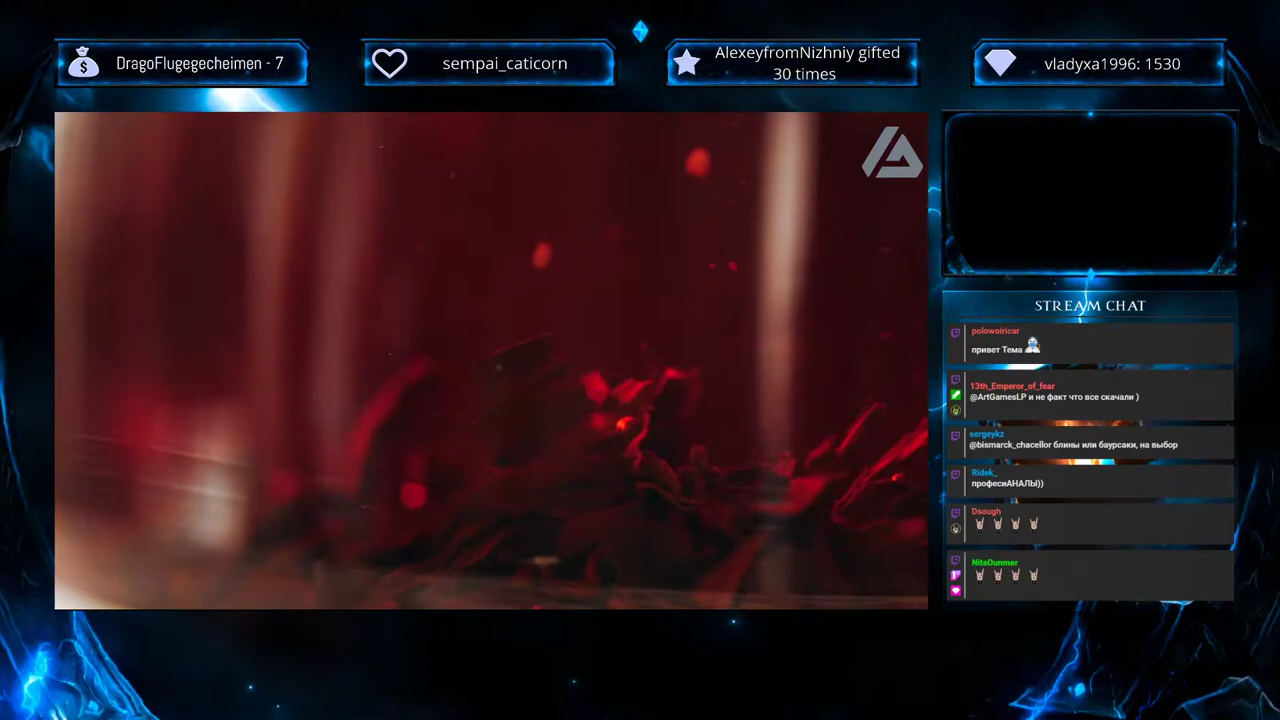 DragoFlugegecheimen - 7
sempai_caticorn
AlexeyfromNizhniy gifted
30 times
vladyxa1996: 1530
STREAM CHAT
polowoiricar
привет Тема
13th_Emperor_of_fear
@ArtGamesLP и не факт что все скачали )
sergeykz
@bismarck_chacellor блины или баурсаки, на выбор
Ridek_
професиАНАЛЫ))
Dsough
NiteDunmer